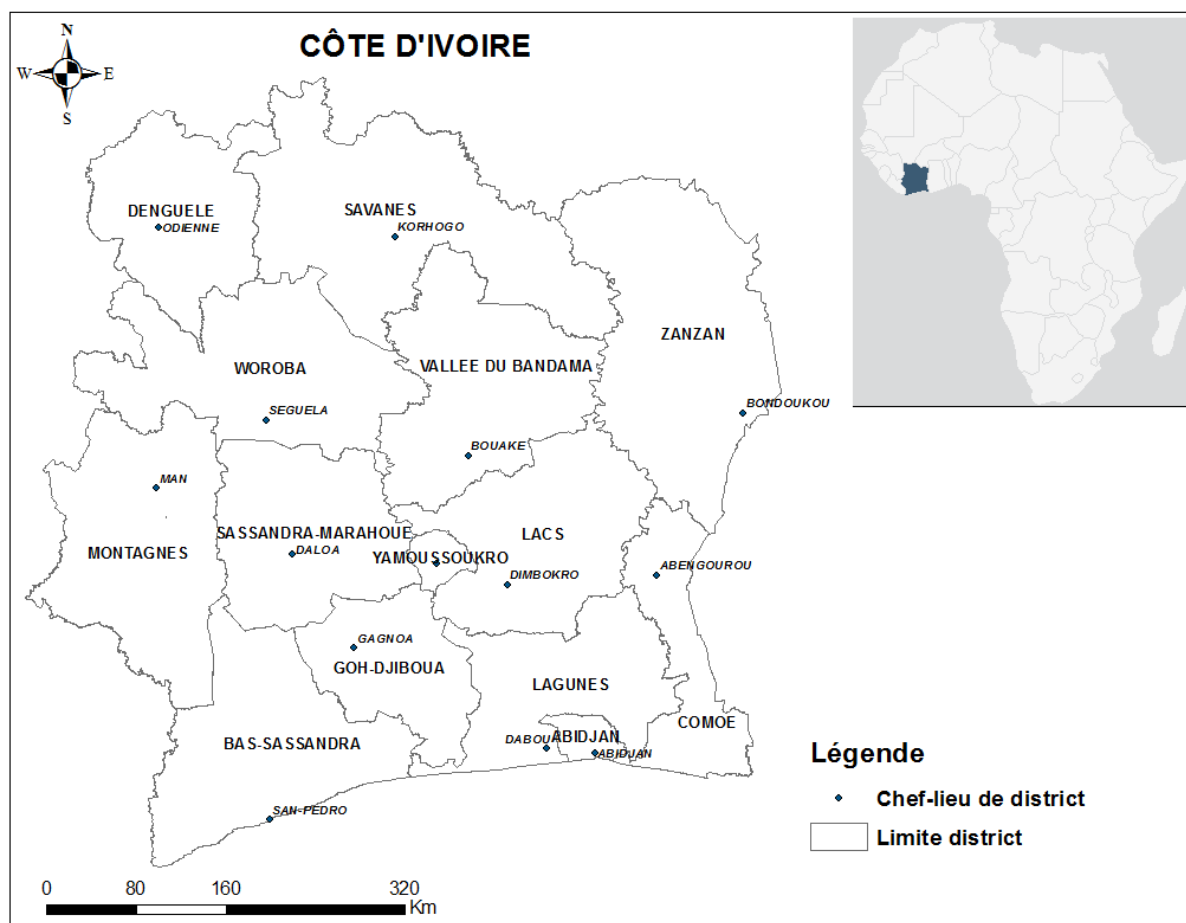 CÔTE D'IVOIRE
N
W
E
S
DENGUELE
ODIENNE
SAVANES
KORHOGO
ZANZAN
VALLEE DU BANDAMA
WOROBA
SEGUELA
BONDOUKOU
BOUAKE
MAN
SASSANDRA-MARAHOUE
LACS
MONTAGNES
DALOA
YAMOUSSOUKRO
ABENGOUROU
DIMBOKRO
GAGNOA
GOH-DJIBOUA
LAGUNES
COMOE
BAS-SASSANDRA
DABOU
ABIDJAN
ABIDJAN
SAN-PEDRO
Légende
Chef-lieu de district
Limite district
0 80 160 320
Km